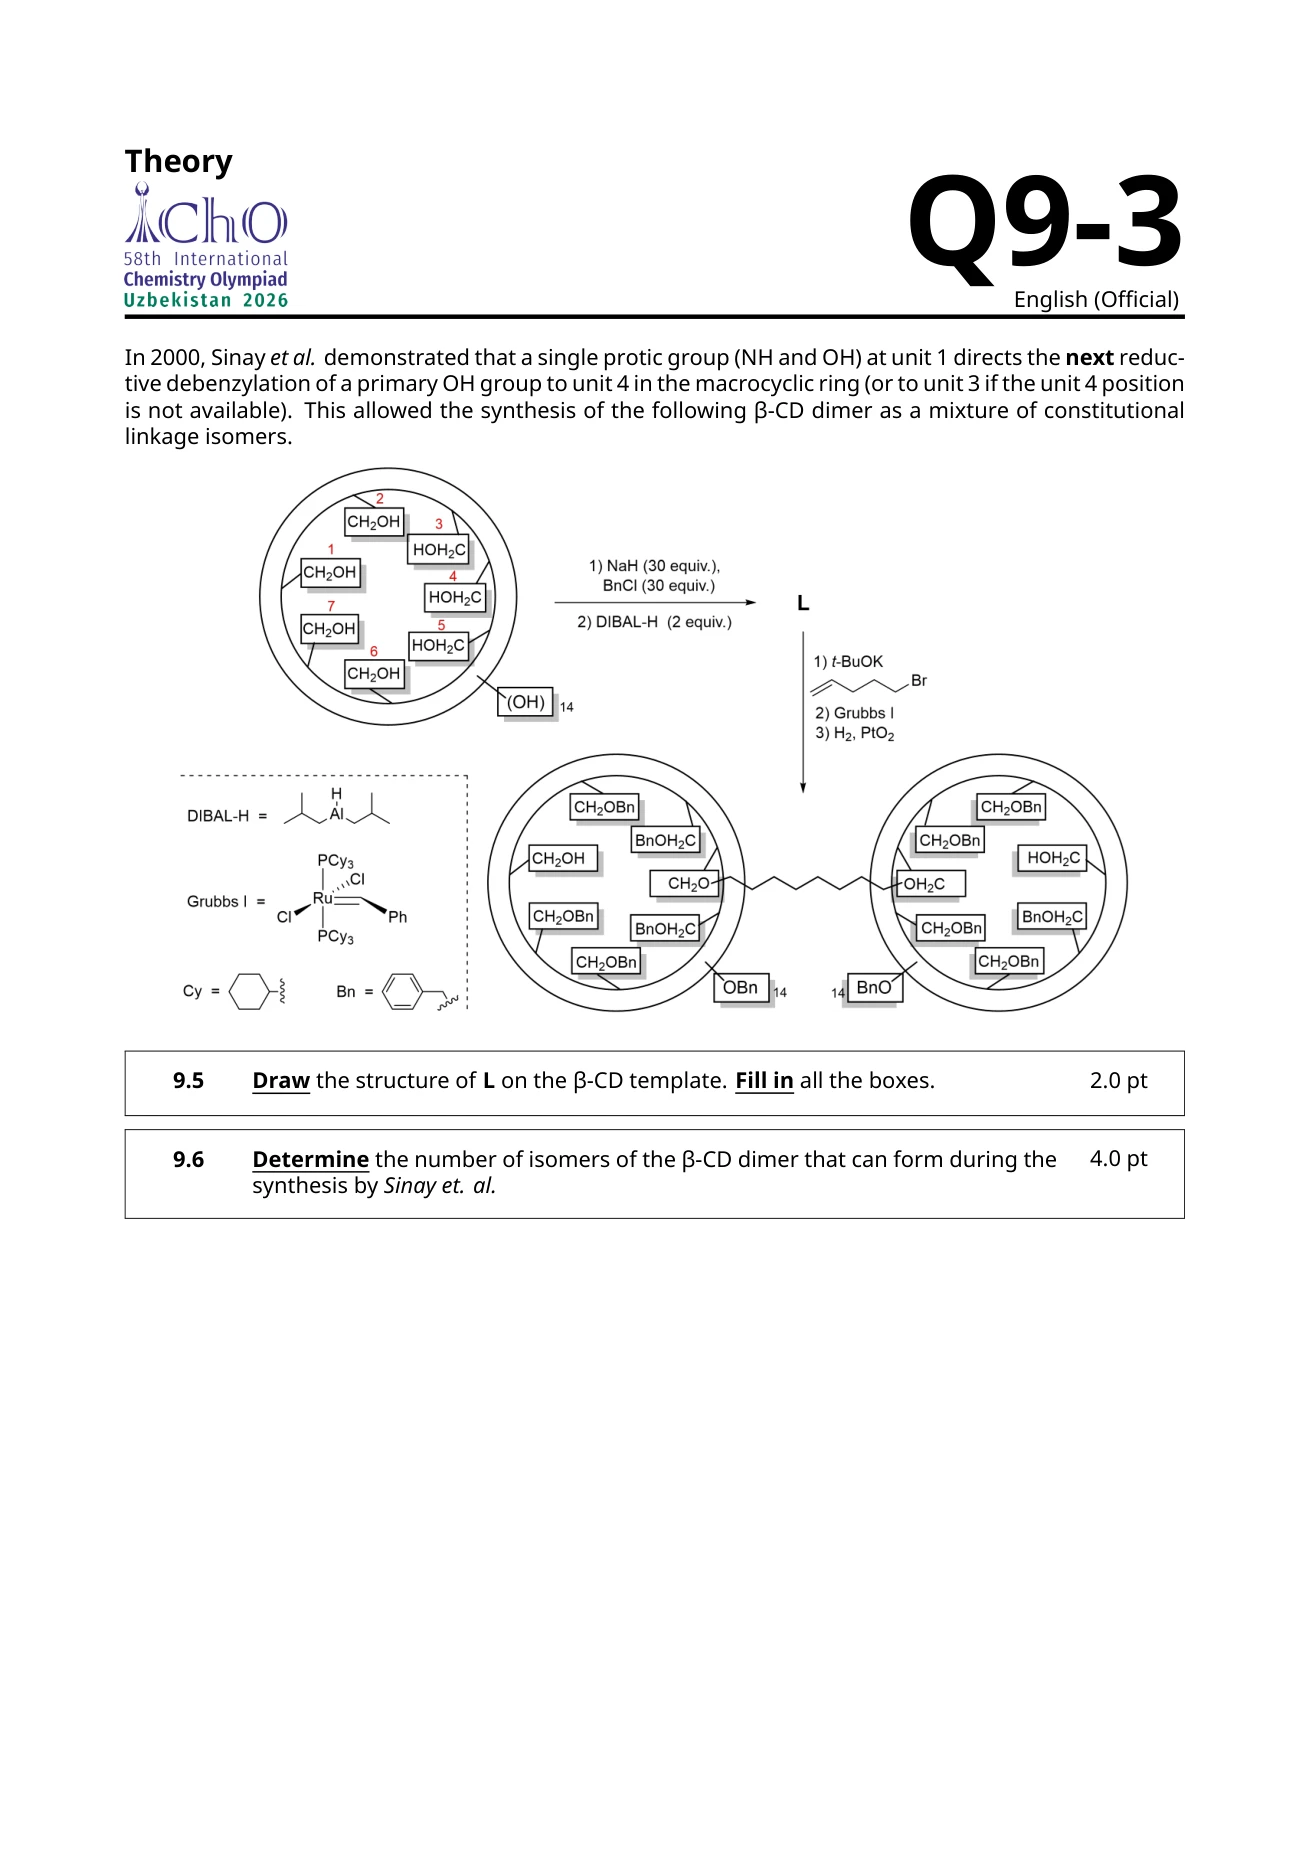 Theory
IChO
58th International
Chemistry Olympiad
Uzbekistan 2026
Q9-3
English (Official)
In 2000, Sinay et al. demonstrated that a single protic group (NH and OH) at unit 1 directs the next reduc-
tive debenzylation of a primary OH group to unit 4 in the macrocyclic ring (or to unit 3 if the unit 4 position
is not available). This allowed the synthesis of the following β-CD dimer as a mixture of constitutional
linkage isomers.
2
CH₂OH
3
HOH₂C
1
CH₂OH
4
HOH₂C
7
CH₂OH
5
HOH₂C
6
CH₂OH
(OH) 14
1) NaH (30 equiv.),
BnCl (30 equiv.)
2) DIBAL-H (2 equiv.)
L
1) t-BuOK
Br
2) Grubbs I
3) H₂, PtO₂
DIBAL-H =
H
Al
Grubbs I =
PCy₃
Cl
Ru
Cl
Ph
PCy₃
Cy =
Bn =
CH₂OBn
BnOH₂C
CH₂OH
CH₂O
CH₂OBn
BnOH₂C
CH₂OBn
OBn 14
CH₂OBn
CH₂OBn
HOH₂C
OH₂C
CH₂OBn
BnOH₂C
CH₂OBn
14 BnO
9.5 Draw the structure of L on the β-CD template. Fill in all the boxes. 2.0 pt
9.6 Determine the number of isomers of the β-CD dimer that can form during the 4.0 pt
synthesis by Sinay et. al.